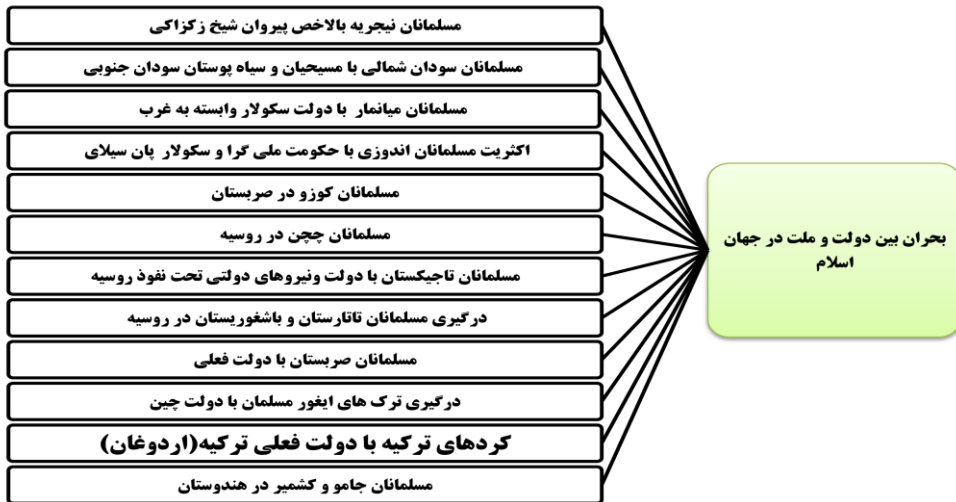 مسلمانان نیجریه بالاخص پیروان شیخ زکزاکی
مسلمانان سودان شمالی با مسیحیان و سیاه پوستان سودان جنوبی
مسلمانان میانمار با دولت سکولار وابسته به غرب
اکثریت مسلمانان اندوزی با حکومت ملی گرا و سکولار پان سیلای
مسلمانان کوزو در صربستان
مسلمانان چچن در روسیه
مسلمانان تاجیکستان با دولت ونیروهای دولتی تحت نفوذ روسیه
درگیری مسلمانان تاتارستان و باشغوریستان در روسیه
مسلمانان صربستان با دولت فعلی
درگیری ترک های ایغور مسلمان با دولت چین
کردهای ترکیه با دولت فعلی ترکیه(اردوغان)
مسلمانان جامو و کشمیر در هندوستان
بحران بین دولت و ملت در جهان
اسلام